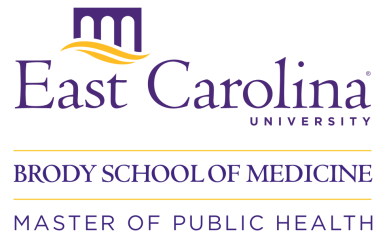 East Carolina®
UNIVERSITY
BRODY SCHOOL OF MEDICINE
MASTER OF PUBLIC HEALTH